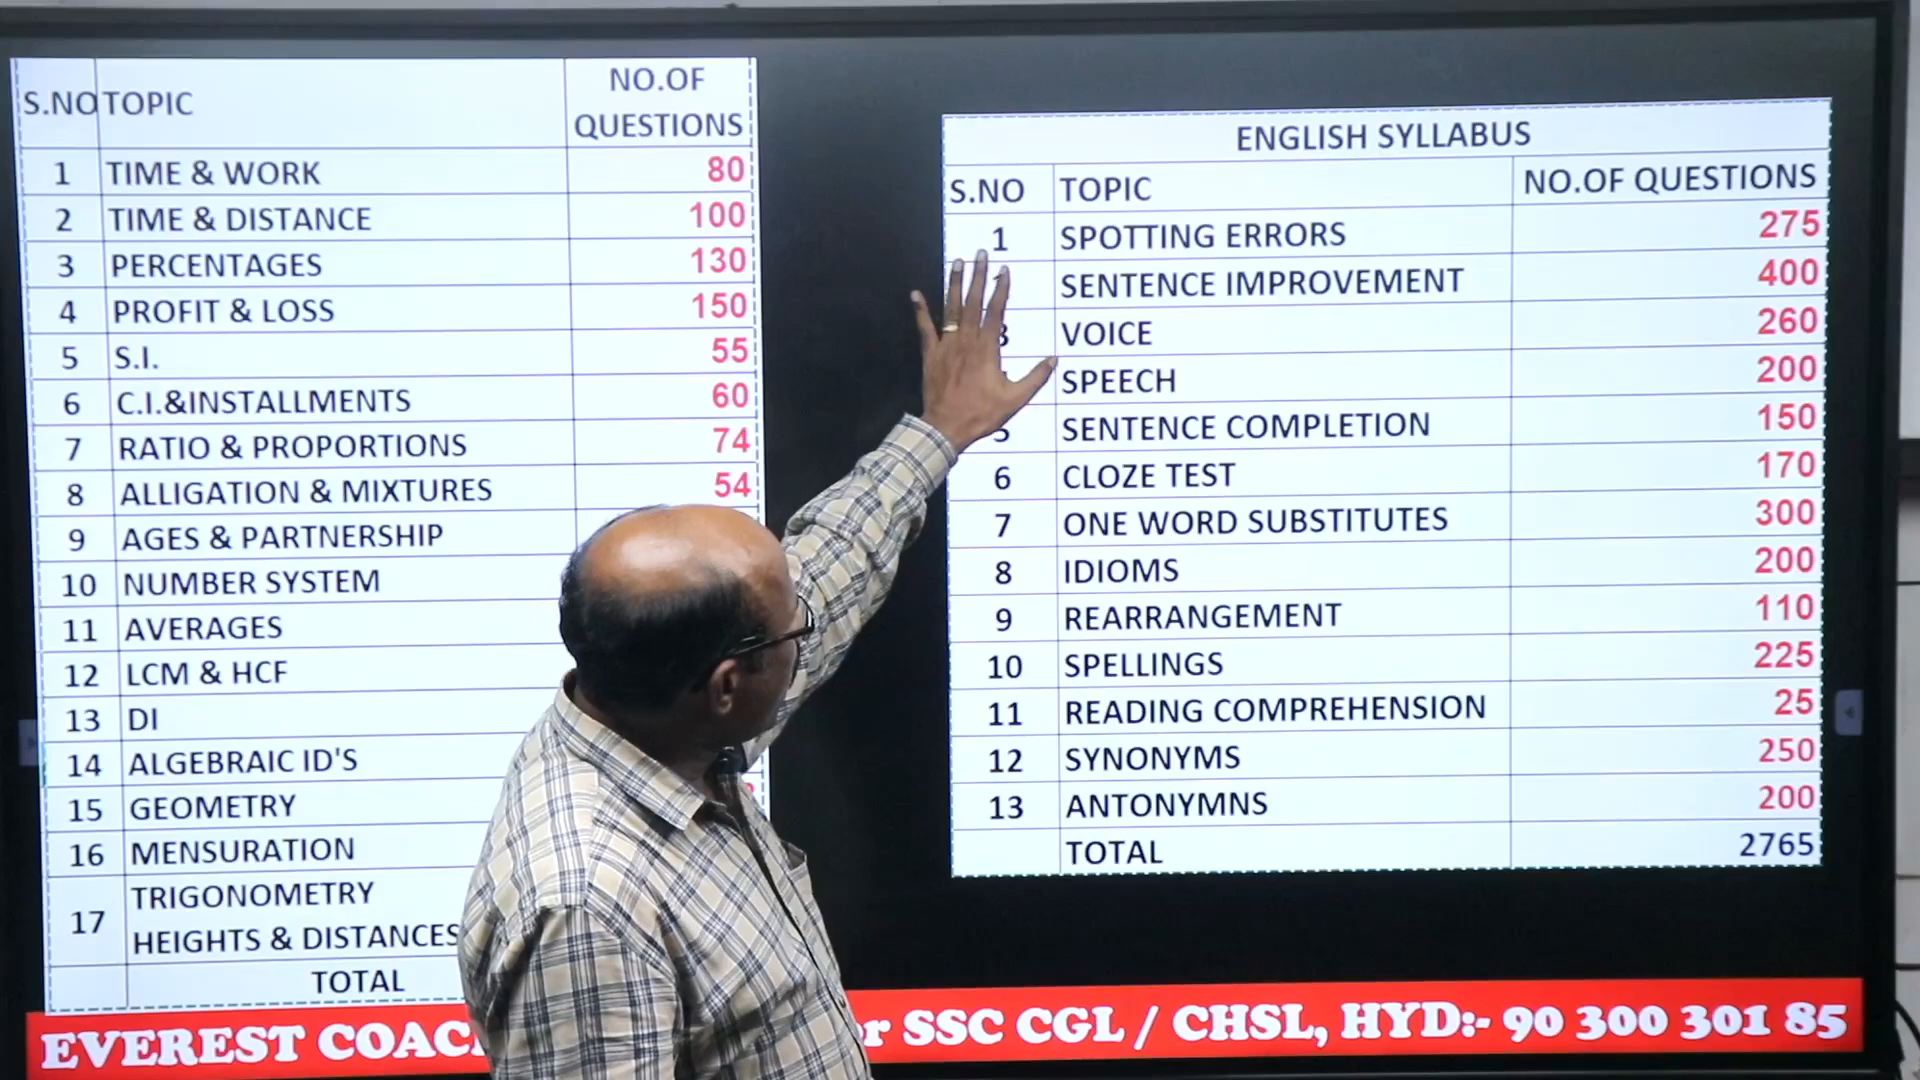 S.NO TOPIC NO.OF QUESTIONS
1 TIME & WORK 80
2 TIME & DISTANCE 100
3 PERCENTAGES 130
4 PROFIT & LOSS 150
5 S.I. 55
6 C.I.&INSTALLMENTS 60
7 RATIO & PROPORTIONS 74
8 ALLIGATION & MIXTURES 54
9 AGES & PARTNERSHIP
10 NUMBER SYSTEM
11 AVERAGES
12 LCM & HCF
13 DI
14 ALGEBRAIC ID'S
15 GEOMETRY
16 MENSURATION
17 TRIGONOMETRY
HEIGHTS & DISTANCES
TOTAL
ENGLISH SYLLABUS
S.NO TOPIC NO.OF QUESTIONS
1 SPOTTING ERRORS 275
SENTENCE IMPROVEMENT 400
3 VOICE 260
SPEECH 200
5 SENTENCE COMPLETION 150
6 CLOZE TEST 170
7 ONE WORD SUBSTITUTES 300
8 IDIOMS 200
9 REARRANGEMENT 110
10 SPELLINGS 225
11 READING COMPREHENSION 25
12 SYNONYMS 250
13 ANTONYMNS 200
TOTAL 2765
EVEREST SSC CGL / CHSL, HYD:- 90 300 301 85